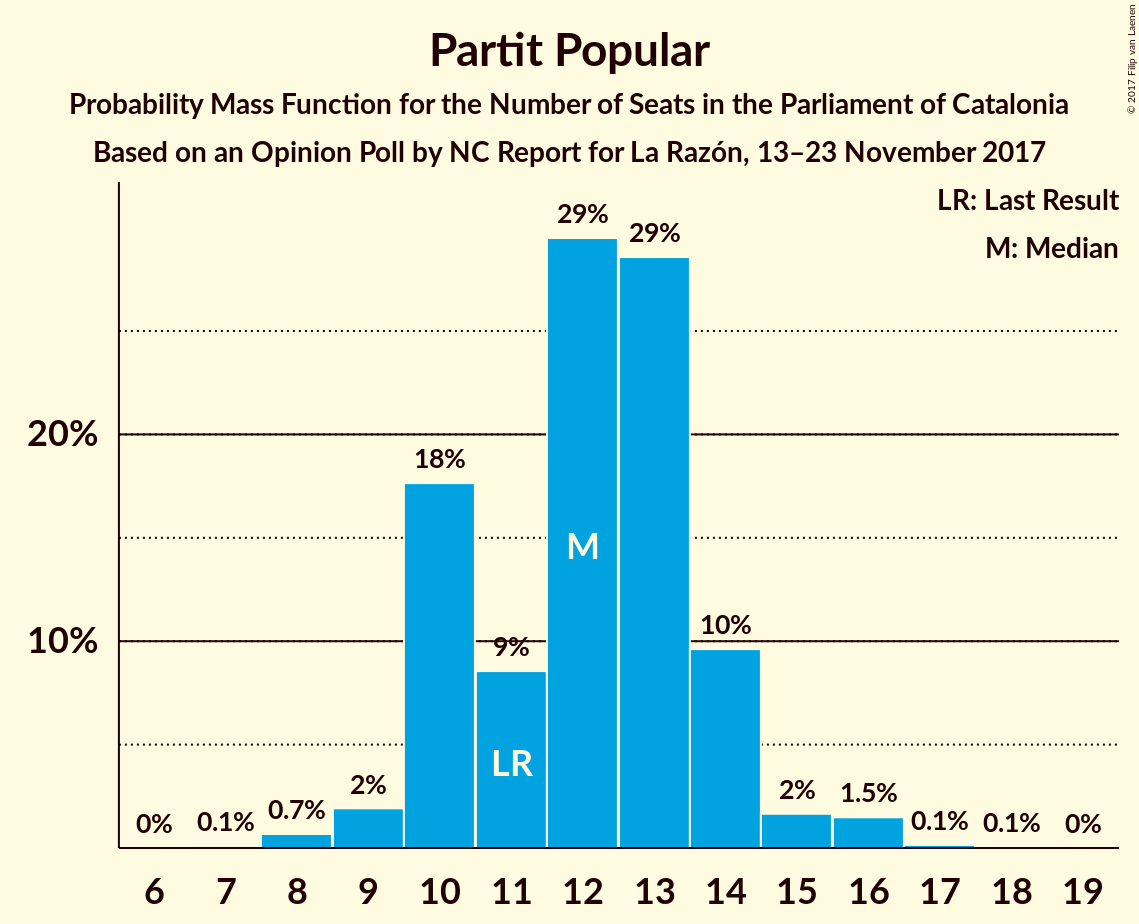 Partit Popular
Probability Mass Function for the Number of Seats in the Parliament of Catalonia
Based on an Opinion Poll by NC Report for La Razón, 13–23 November 2017
© 2017 Filip van Laenen
LR: Last Result
M: Median
20%
10%
0%
0.1%
0.7%
2%
18%
9%
29%
29%
10%
2%
1.5%
0.1%
0.1%
0%
LR
M
6 7 8 9 10 11 12 13 14 15 16 17 18 19